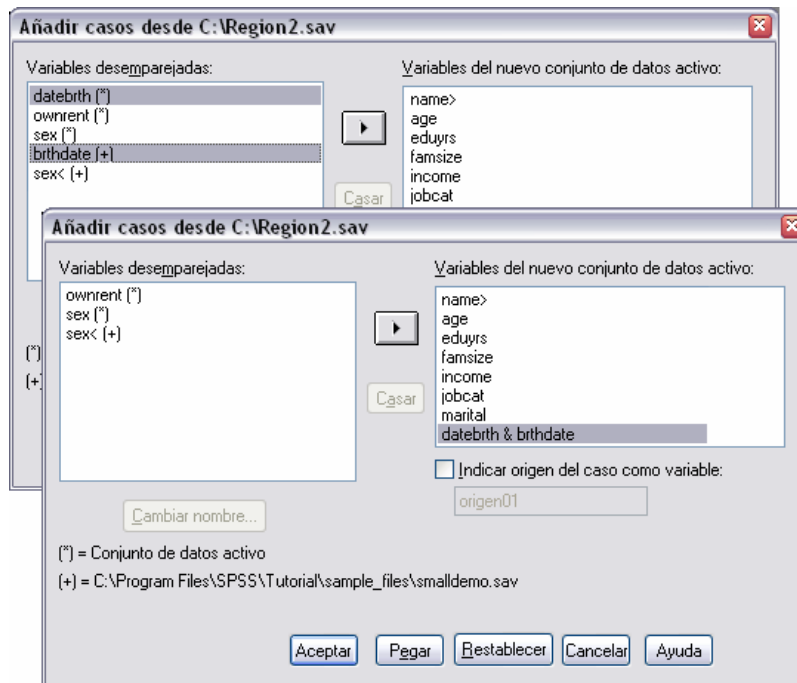 Añadir casos desde C:\Region2.sav
Variables desemparejadas:
datebrth (*)
ownrent (*)
sex (*)
brthdate (+)
sex< (+)
Casar
Variables del nuevo conjunto de datos activo:
name>
age
eduyrs
famsize
income
jobcat
(*)
(+)
Añadir casos desde C:\Region2.sav
Variables desemparejadas:
ownrent (*)
sex (*)
sex< (+)
Casar
Variables del nuevo conjunto de datos activo:
name>
age
eduyrs
famsize
income
jobcat
marital
datebrth & brthdate
Indicar origen del caso como variable:
origen01
Cambiar nombre...
(*) = Conjunto de datos activo
(+) = C:\Program Files\SPSS\Tutorial\sample_files\smalldemo.sav
Aceptar Pegar Restablecer Cancelar Ayuda